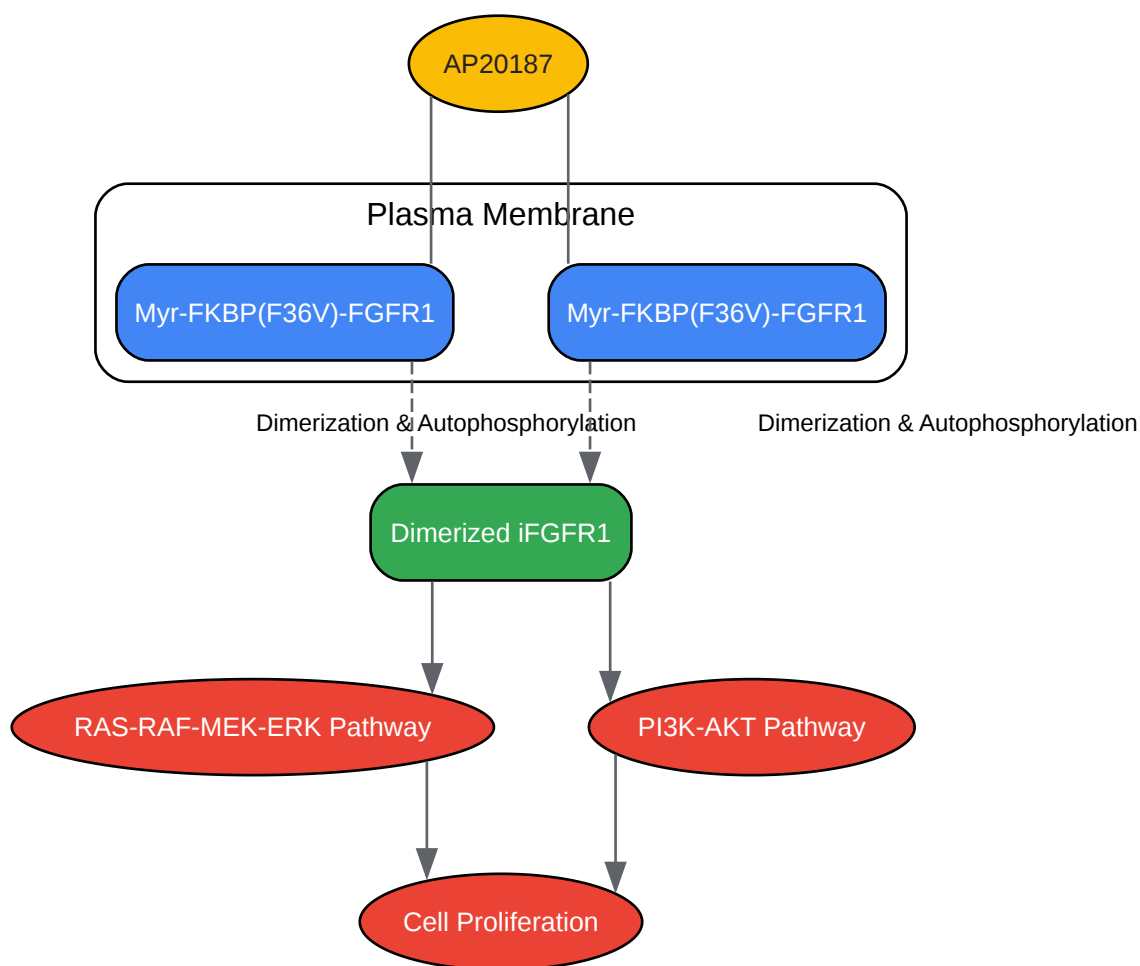 AP20187
Plasma Membrane
Myr-FKBP(F36V)-FGFR1
Myr-FKBP(F36V)-FGFR1
Dimerization & Autophosphorylation
Dimerization & Autophosphorylation
Dimerized iFGFR1
RAS-RAF-MEK-ERK Pathway
PI3K-AKT Pathway
Cell Proliferation